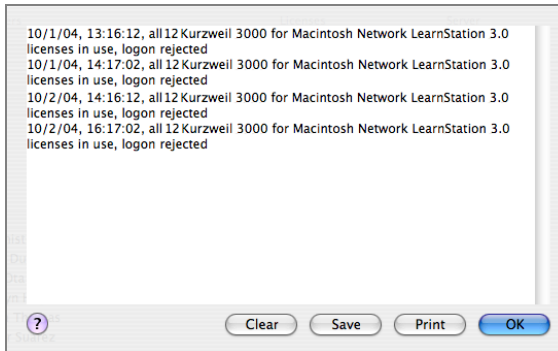 10/1/04, 13:16:12, all 12 Kurzweil 3000 for Macintosh Network LearnStation 3.0
licenses in use, logon rejected
10/1/04, 14:17:02, all 12 Kurzweil 3000 for Macintosh Network LearnStation 3.0
licenses in use, logon rejected
10/2/04, 14:16:12, all 12 Kurzweil 3000 for Macintosh Network LearnStation 3.0
licenses in use, logon rejected
10/2/04, 16:17:02, all 12 Kurzweil 3000 for Macintosh Network LearnStation 3.0
licenses in use, logon rejected
? Clear Save Print OK